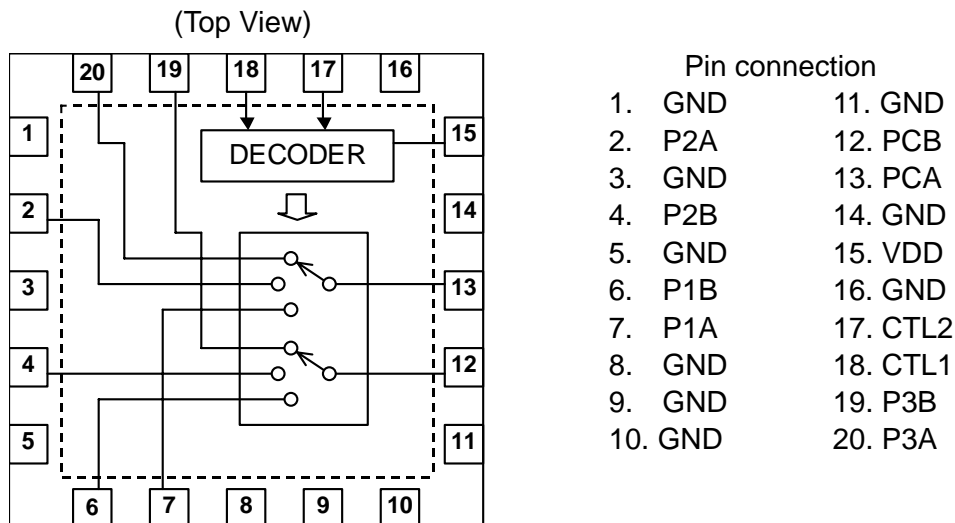 (Top View)
20 19 18 17 16
1 15
DECODER
2 14
3 13
4 12
5 11
6 7 8 9 10
Pin connection
1. GND 11. GND
2. P2A 12. PCB
3. GND 13. PCA
4. P2B 14. GND
5. GND 15. VDD
6. P1B 16. GND
7. P1A 17. CTL2
8. GND 18. CTL1
9. GND 19. P3B
10. GND 20. P3A